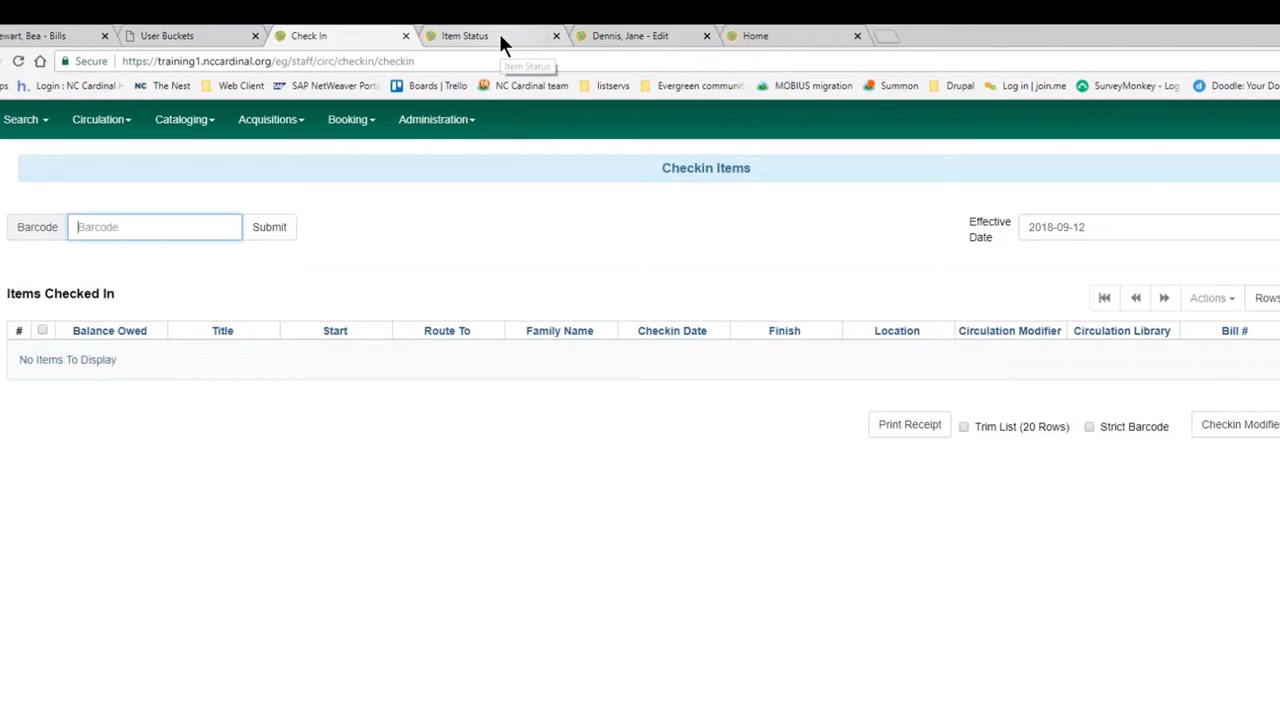 ewart, Bea - Bills
User Buckets
Check In
Item Status
Dennis, Jane - Edit
Home
Secure
https://training1.nccardinal.org/eg/staff/circ/checkin/checkin
Item Status
ps
Login : NC Cardinal
NC The Nest
Web Client
SAP NetWeaver Porta
Boards | Trello
10 NC Cardinal team
listservs
Evergreen communit
MOBIUS migration
Summon
Drupal
Log in | join.me
SurveyMonkey - Log
Doodle: Your Do
Search
Circulation
Cataloging
Acquisitions
Booking
Administration
Checkin Items
Barcode
Barcode
Submit
Effective
Date
2018-09-12
Items Checked In
Actions
Rows
# Balance Owed Title Start Route To Family Name Checkin Date Finish Location Circulation Modifier Circulation Library Bill #
No Items To Display
Print Receipt
Trim List (20 Rows)
Strict Barcode
Checkin Modifie